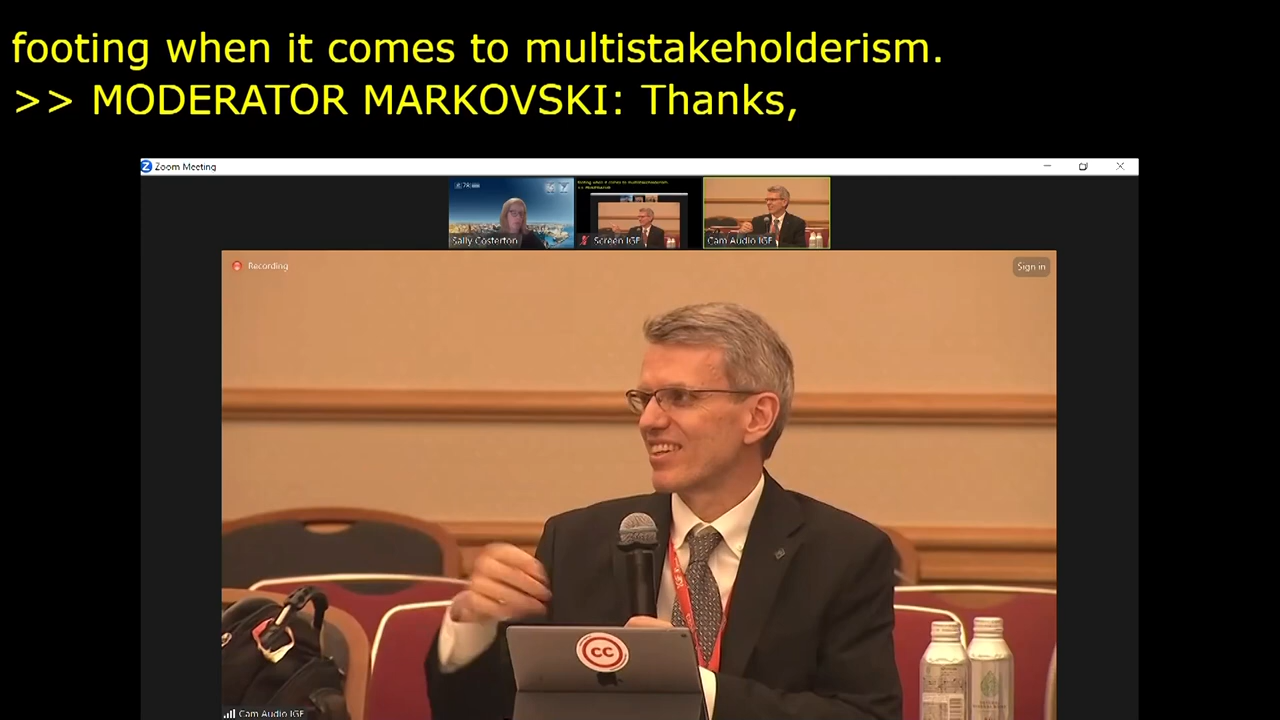 footing when it comes to multistakeholderism.
>> MODERATOR MARKOVSKI: Thanks,
Zoom Meeting
Sally Costerton
Screen IGF
Cam Audio IGF
Recording
Sign in
CC
Cam Audio IGF